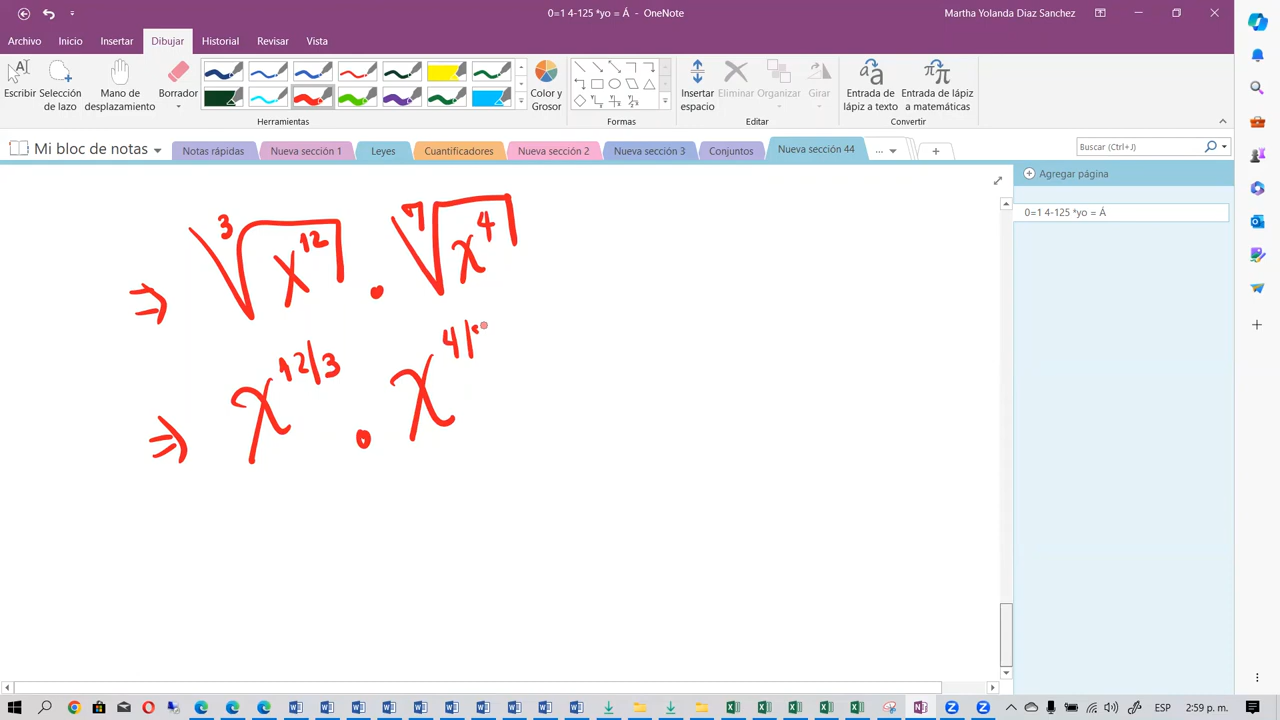 0=1 4-125 *yo = Á - OneNote
Martha Yolanda Diaz Sanchez
Archivo Inicio Insertar Dibujar Historial Revisar Vista
Escribir Selección de lazo Mano de desplazamiento Borrador Color y Grosor Insertar espacio Eliminar Organizar Girar Entrada de lápiz a texto Entrada de lápiz a matemáticas
Herramientas Formas Editar Convertir
Mi bloc de notas Notas rápidas Nueva sección 1 Leyes Cuantificadores Nueva sección 2 Nueva sección 3 Conjuntos Nueva sección 44 ... + Buscar (Ctrl+J)
Agregar página
0=1 4-125 *yo = Á
⇒ ∛(x^12) . ⁷√(x^4)
⇒ x^12/3 . x^4/
ESP 2:59 p. m.